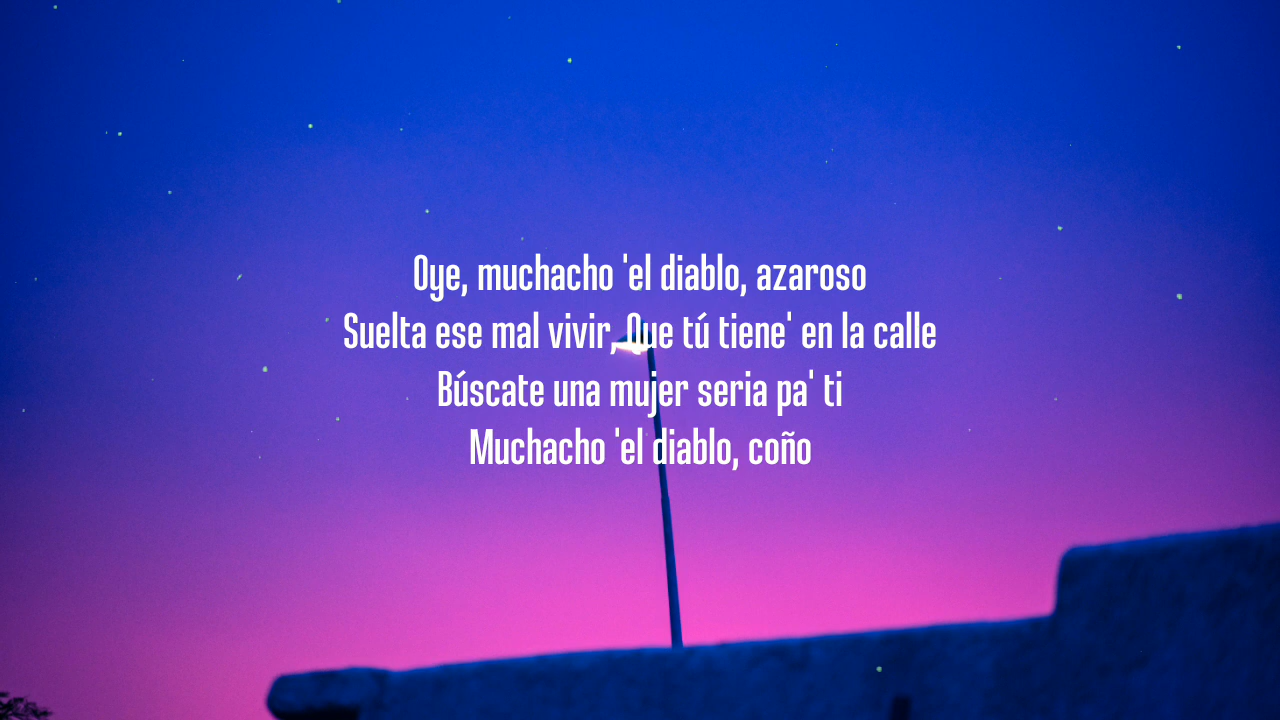 Oye, muchacho 'el diablo, azaroso
Suelta ese mal vivir, Que tú tiene' en la calle
Búscate una mujer seria pa' ti
Muchacho 'el diablo, coño